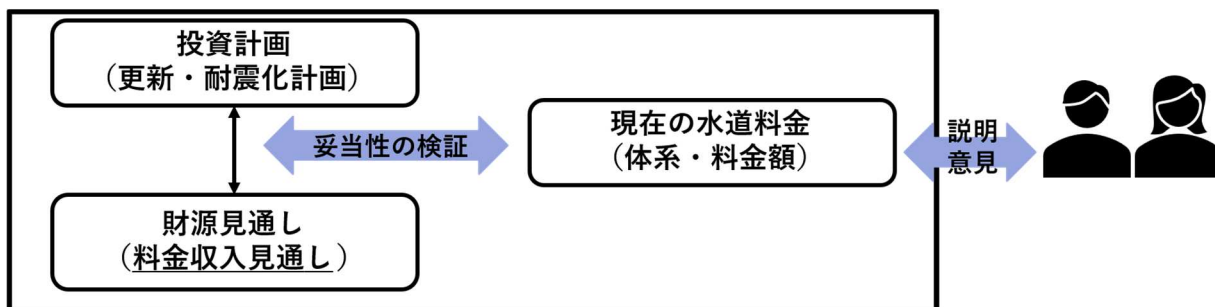 投資計画
（更新・耐震化計画）
妥当性の検証
財源見通し
（料金収入見通し）
現在の水道料金
（体系・料金額）
説明
意見